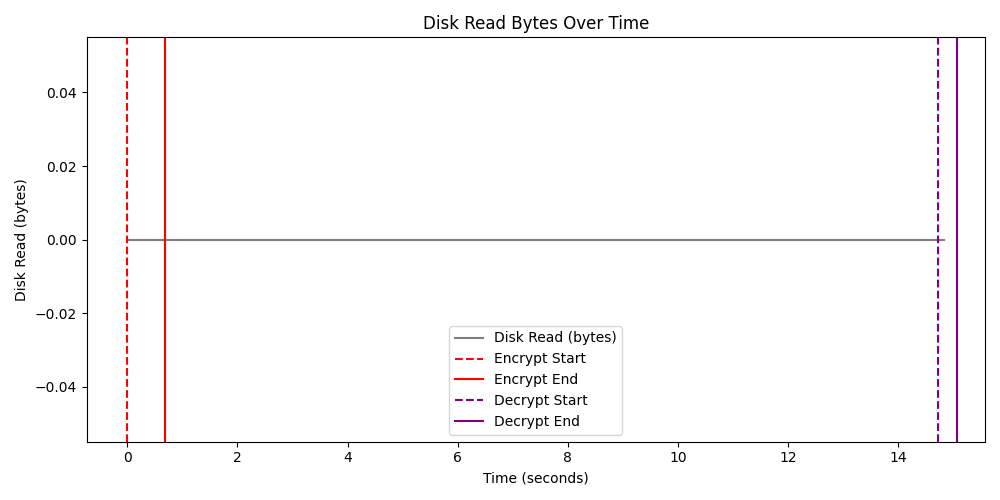 Disk Read Bytes Over Time
Disk Read (bytes)
0.04
0.02
0.00
−0.02
−0.04
Disk Read (bytes)
Encrypt Start
Encrypt End
Decrypt Start
Decrypt End
0 2 4 6 8 10 12 14
Time (seconds)